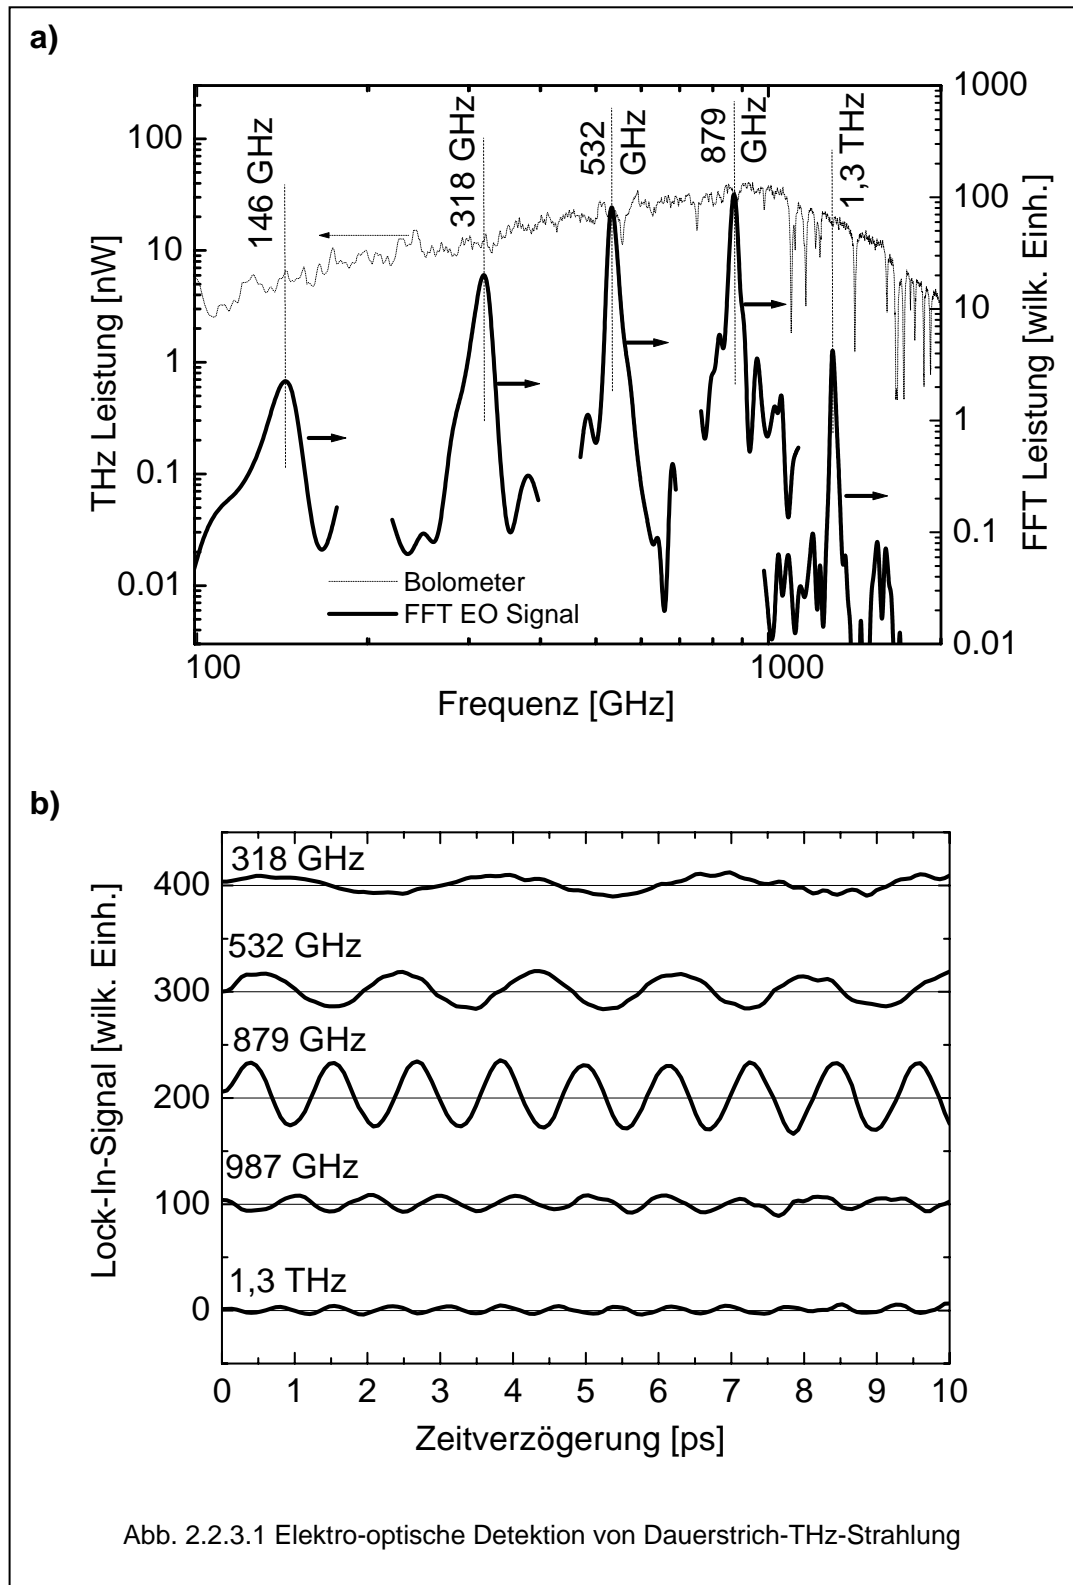 a)
146 GHz
318 GHz
532
GHz
879
GHz
1,3 THz
THz Leistung [nW]
100
10
1
0.1
0.01
FFT Leistung [wilk. Einh.]
1000
100
10
1
0.1
0.01
Bolometer
FFT EO Signal
100
1000
Frequenz [GHz]
b)
Lock-In-Signal [wilk. Einh.]
400
300
200
100
0
318 GHz
532 GHz
879 GHz
987 GHz
1,3 THz
0 1 2 3 4 5 6 7 8 9 10
Zeitverzögerung [ps]
Abb. 2.2.3.1 Elektro-optische Detektion von Dauerstrich-THz-Strahlung